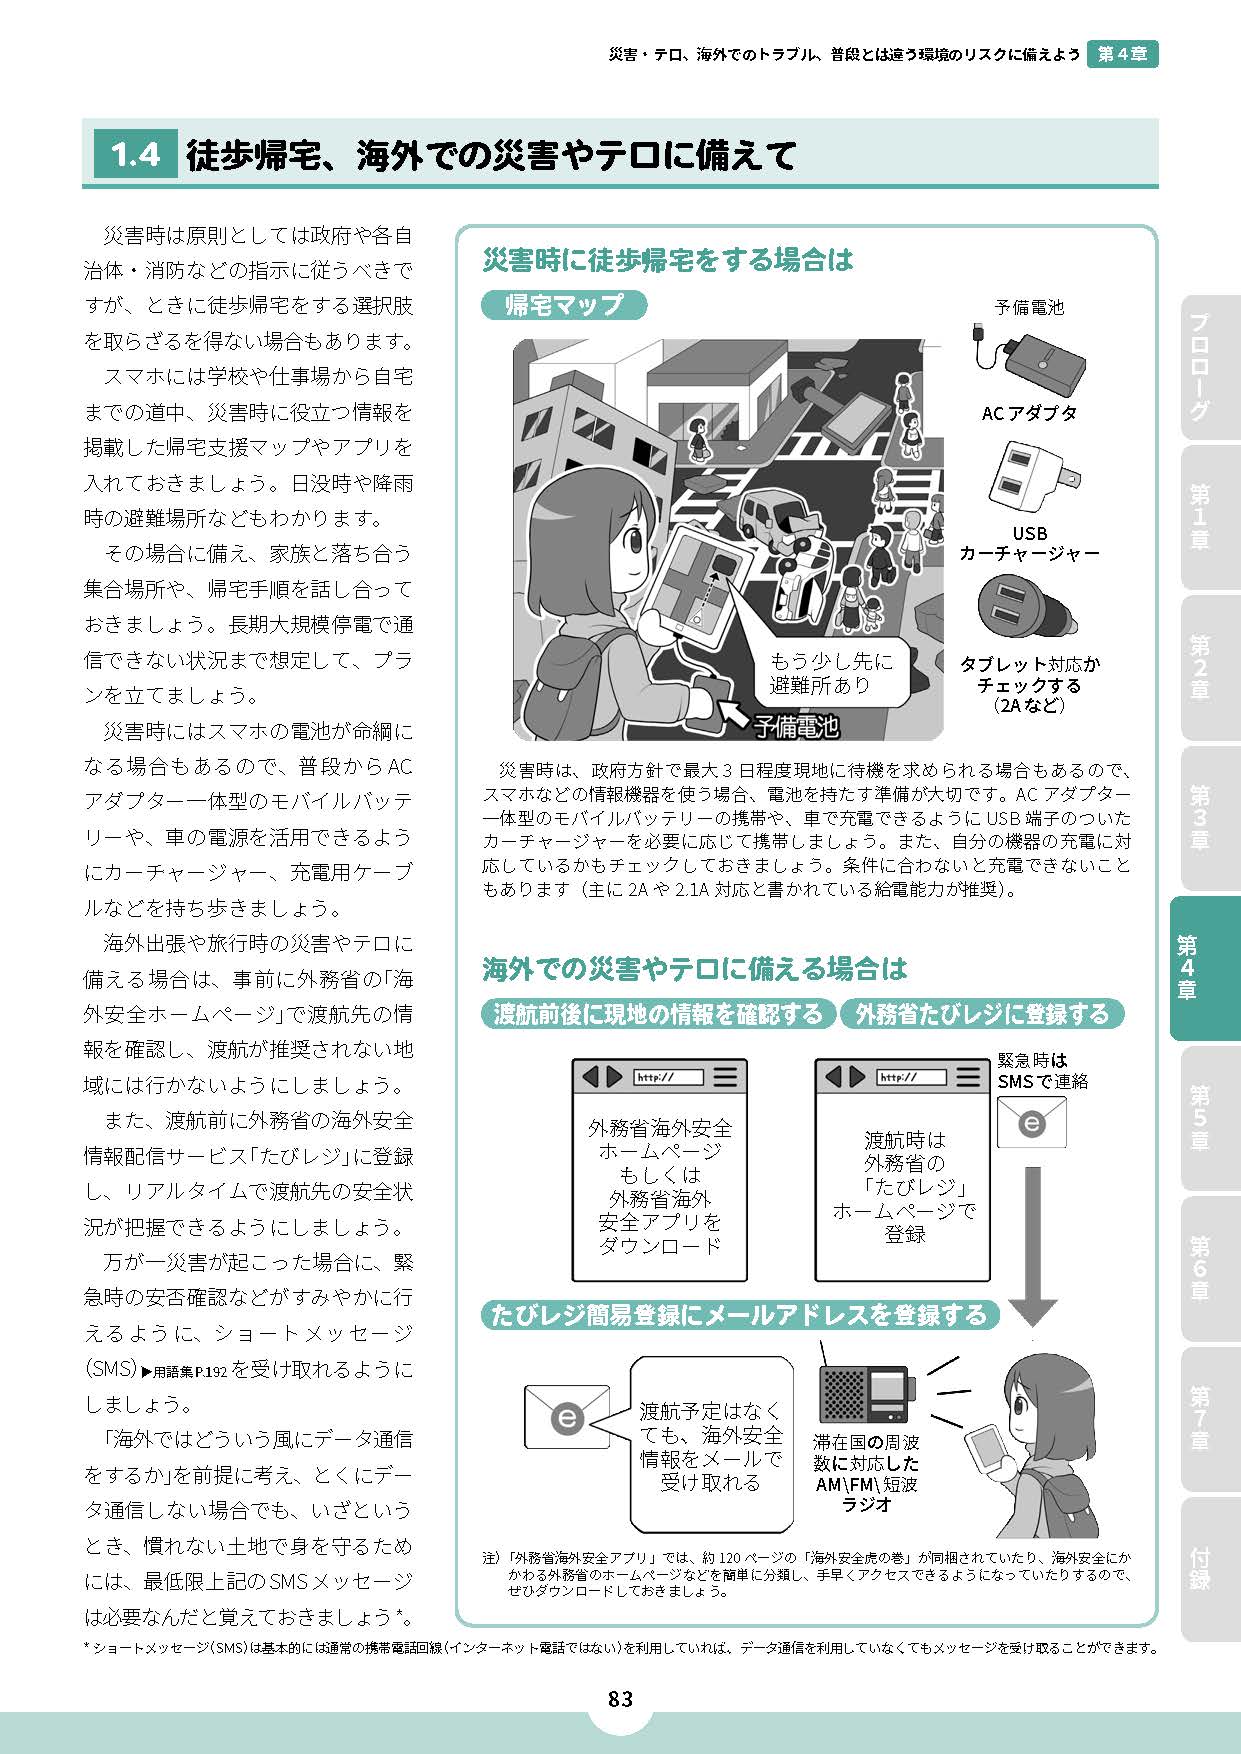 災害・テロ、海外でのトラブル、普段とは違う環境のリスクに備えよう 第4章
1.4 徒歩帰宅、海外での災害やテロに備えて
災害時は原則としては政府や各自
治体・消防などの指示に従うべきで
すが、ときに徒歩帰宅をする選択肢
を取らざるを得ない場合もあります。
スマホには学校や仕事場から自宅
までの道中、災害時に役立つ情報を
掲載した帰宅支援マップやアプリを
入れておきましょう。日没時や降雨
時の避難場所などもわかります。
その場合に備え、家族と落ち合う
集合場所や、帰宅手順を話し合って
おきましょう。長期大規模停電で通
信できない状況まで想定して、プラ
ンを立てましょう。
災害時にはスマホの電池が命綱に
なる場合もあるので、普段からAC
アダプター一体型のモバイルバッテ
リーや、車の電源を活用できるよう
にカーチャージャー、充電用ケーブ
ルなどを持ち歩きましょう。
海外出張や旅行時の災害やテロに
備える場合は、事前に外務省の「海
外安全ホームページ」で渡航先の情
報を確認し、渡航が推奨されない地
域には行かないようにしましょう。
また、渡航前に外務省の海外安全
情報配信サービス「たびレジ」に登録
し、リアルタイムで渡航先の安全状
況が把握できるようにしましょう。
万が一災害が起こった場合に、緊
急時の安否確認などがすみやかに行
えるように、ショートメッセージ
(SMS)▶用語集P.192を受け取れるように
しましょう。
「海外ではどういう風にデータ通信
をするか」を前提に考え、とくにデー
タ通信しない場合でも、いざという
とき、慣れない土地で身を守るため
には、最低限上記のSMSメッセージ
は必要なんだと覚えておきましょう*。
災害時に徒歩帰宅をする場合は
帰宅マップ
もう少し先に
避難所あり
予備電池
予備電池
ACアダプタ
USB
カーチャージャー
タブレット対応か
チェックする
（2Aなど）
災害時は、政府方針で最大3日程度現地に待機を求められる場合もあるので、
スマホなどの情報機器を使う場合、電池を持たす準備が大切です。ACアダプター
一体型のモバイルバッテリーの携帯や、車で充電できるようにUSB端子のついた
カーチャージャーを必要に応じて携帯しましょう。また、自分の機器の充電に対
応しているかもチェックしておきましょう。条件に合わないと充電できないこと
もあります（主に2Aや2.1A対応と書かれている給電能力が推奨）。
海外での災害やテロに備える場合は
渡航前後に現地の情報を確認する 外務省たびレジに登録する
http://
外務省海外安全
ホームページ
もしくは
外務省海外
安全アプリを
ダウンロード
http://
渡航時は
外務省の
「たびレジ」
ホームページで
登録
緊急時は
SMSで連絡
e
たびレジ簡易登録にメールアドレスを登録する
e
渡航予定はなく
ても、海外安全
情報をメールで
受け取れる
滞在国の周波
数に対応した
AM\FM\短波
ラジオ
注）「外務省海外安全アプリ」では、約120ページの「海外安全虎の巻」が同梱されていたり、海外安全にか
かわる外務省のホームページなどを簡単に分類し、手早くアクセスできるようになっていたりするので、
ぜひダウンロードしておきましょう。
*ショートメッセージ(SMS)は基本的には通常の携帯電話回線(インターネット電話ではない)を利用していれば、データ通信を利用していなくてもメッセージを受け取ることができます。
83
プロローグ
第1章
第2章
第3章
第4章
第5章
第6章
第7章
付録